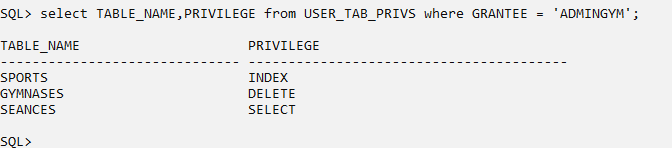 SQL> select TABLE_NAME,PRIVILEGE from USER_TAB_PRIVS where GRANTEE = 'ADMINGYM';
TABLE_NAME                     PRIVILEGE
------------------------------ ----------------------------------------
SPORTS                         INDEX
GYMNASES                       DELETE
SEANCES                        SELECT
SQL>